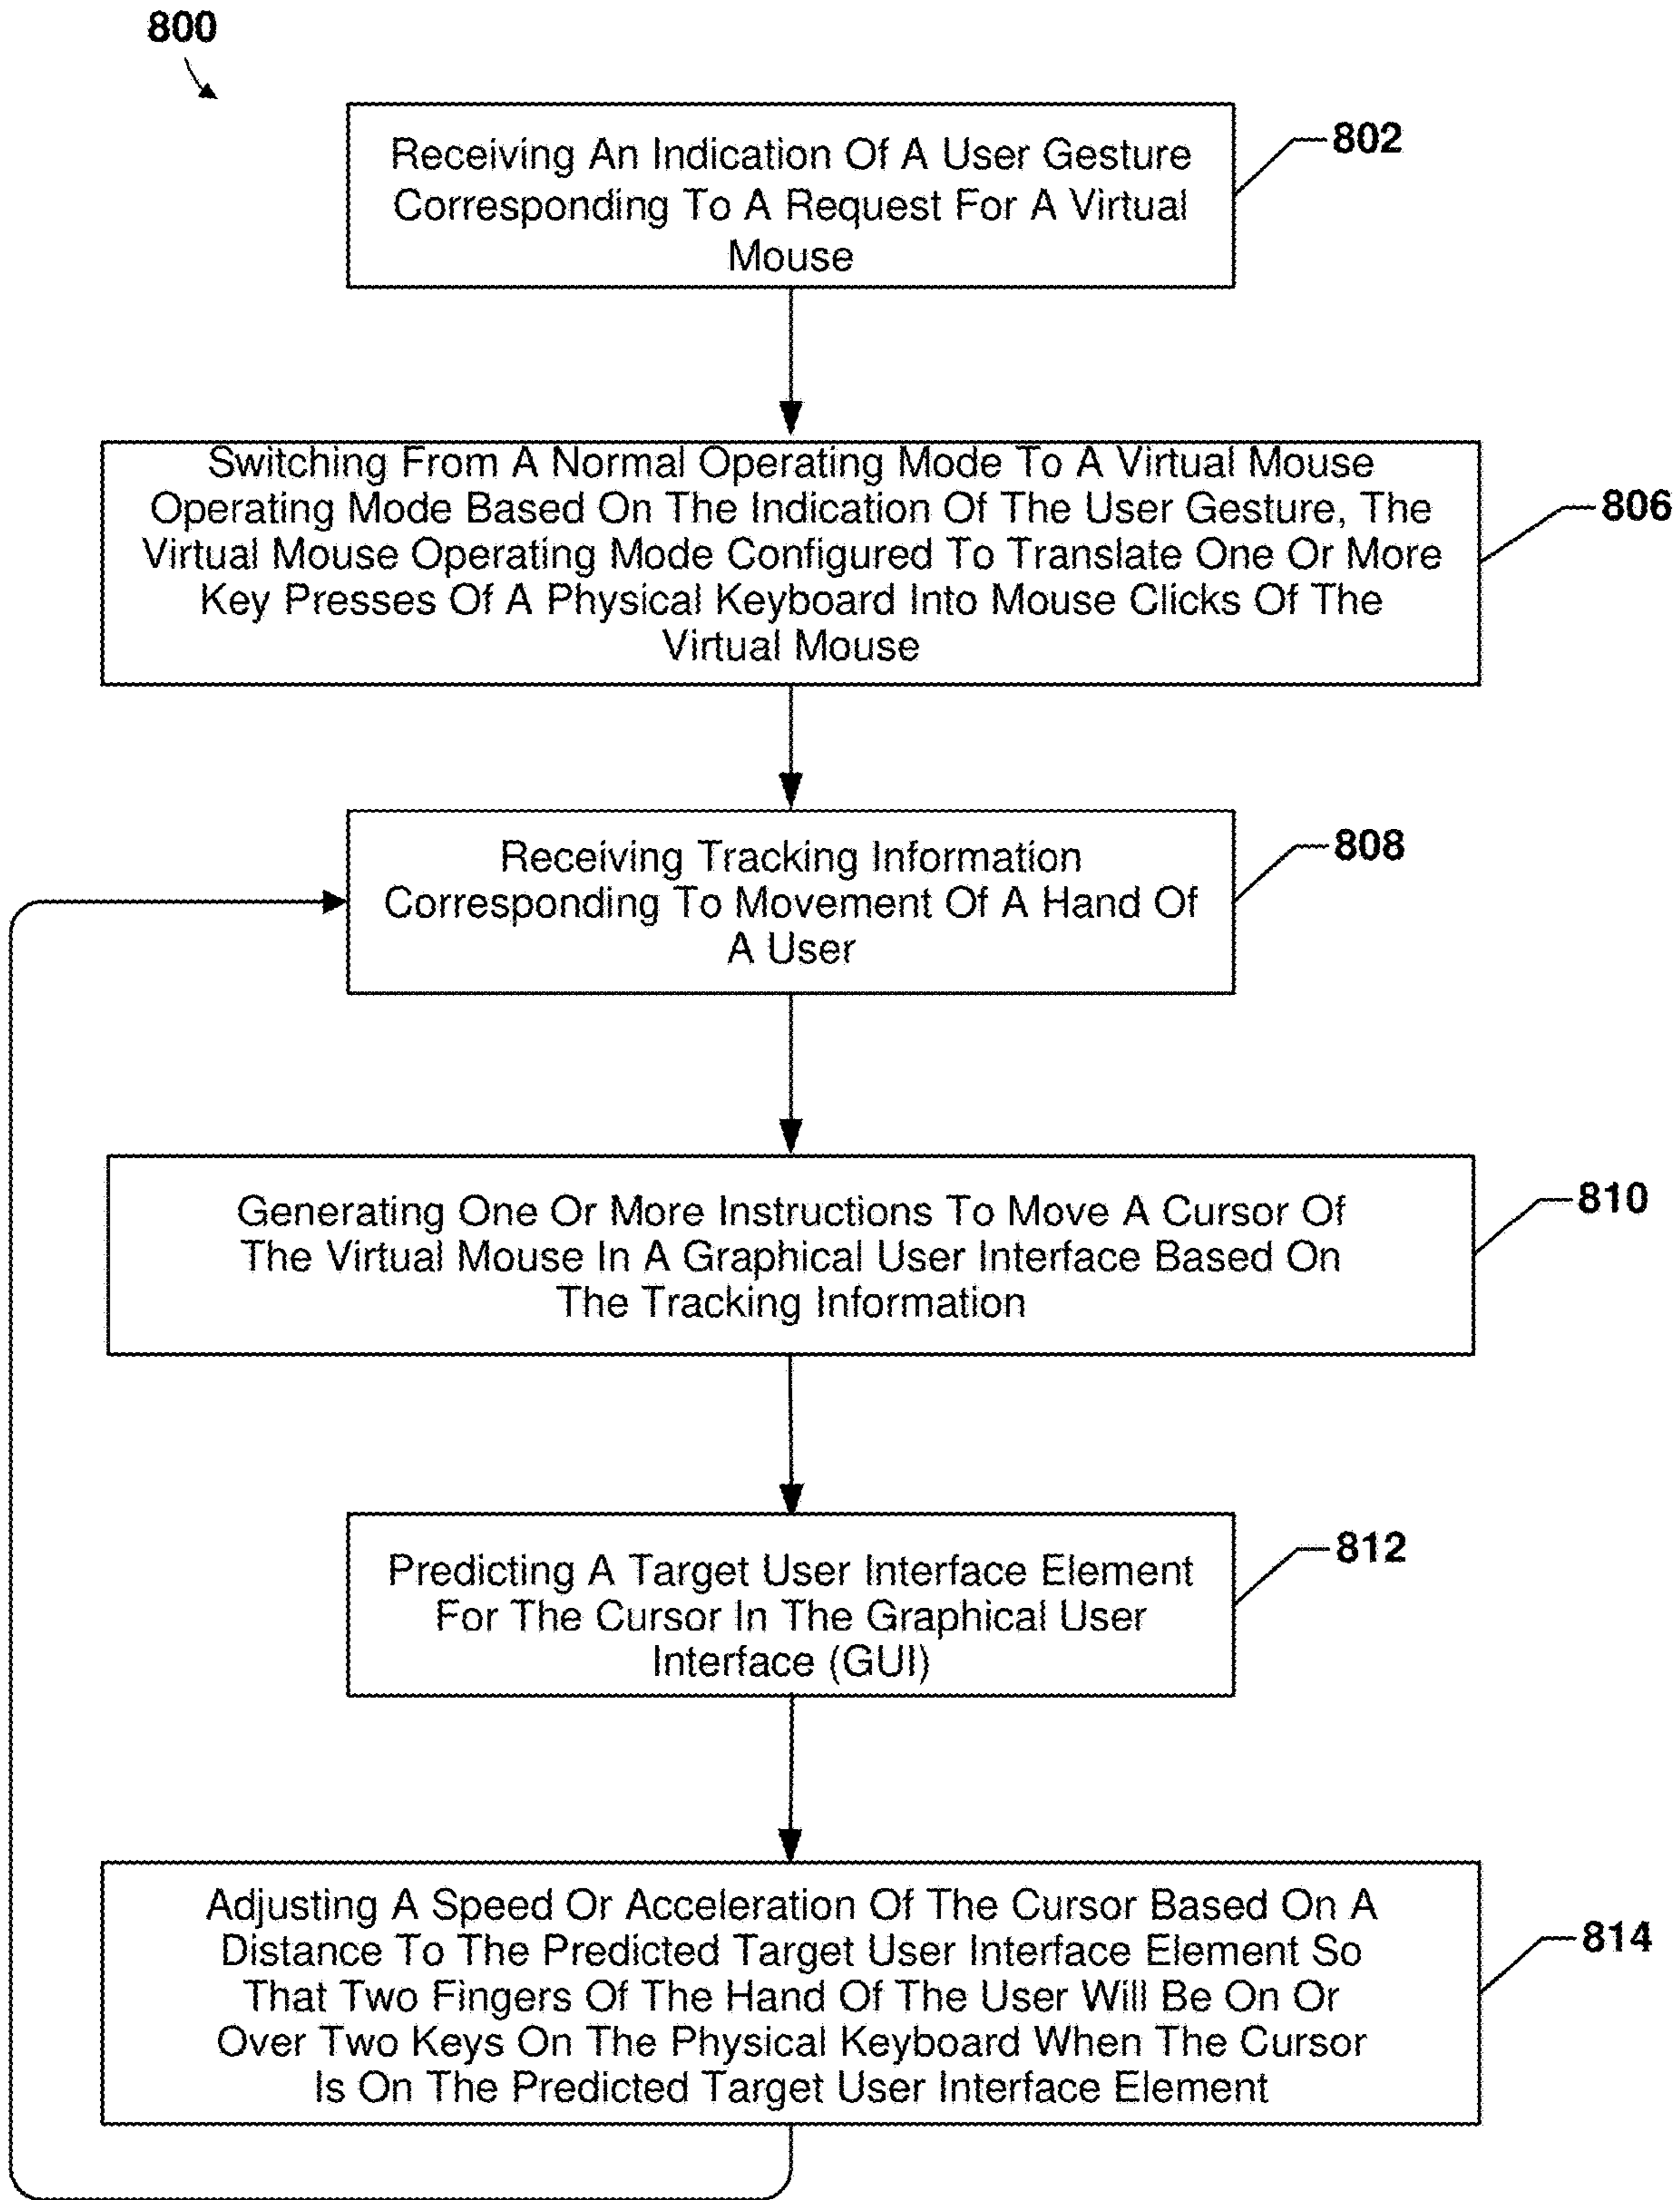 800
Receiving An Indication Of A User Gesture
Corresponding To A Request For A Virtual
Mouse
802
Switching From A Normal Operating Mode To A Virtual Mouse
Operating Mode Based On The Indication Of The User Gesture, The
Virtual Mouse Operating Mode Configured To Translate One Or More
Key Presses Of A Physical Keyboard Into Mouse Clicks Of The
Virtual Mouse
806
Receiving Tracking Information
Corresponding To Movement Of A Hand Of
A User
808
Generating One Or More Instructions To Move A Cursor Of
The Virtual Mouse In A Graphical User Interface Based On
The Tracking Information
810
Predicting A Target User Interface Element
For The Cursor In The Graphical User
Interface (GUI)
812
Adjusting A Speed Or Acceleration Of The Cursor Based On A
Distance To The Predicted Target User Interface Element So
That Two Fingers Of The Hand Of The User Will Be On Or
Over Two Keys On The Physical Keyboard When The Cursor
Is On The Predicted Target User Interface Element
814